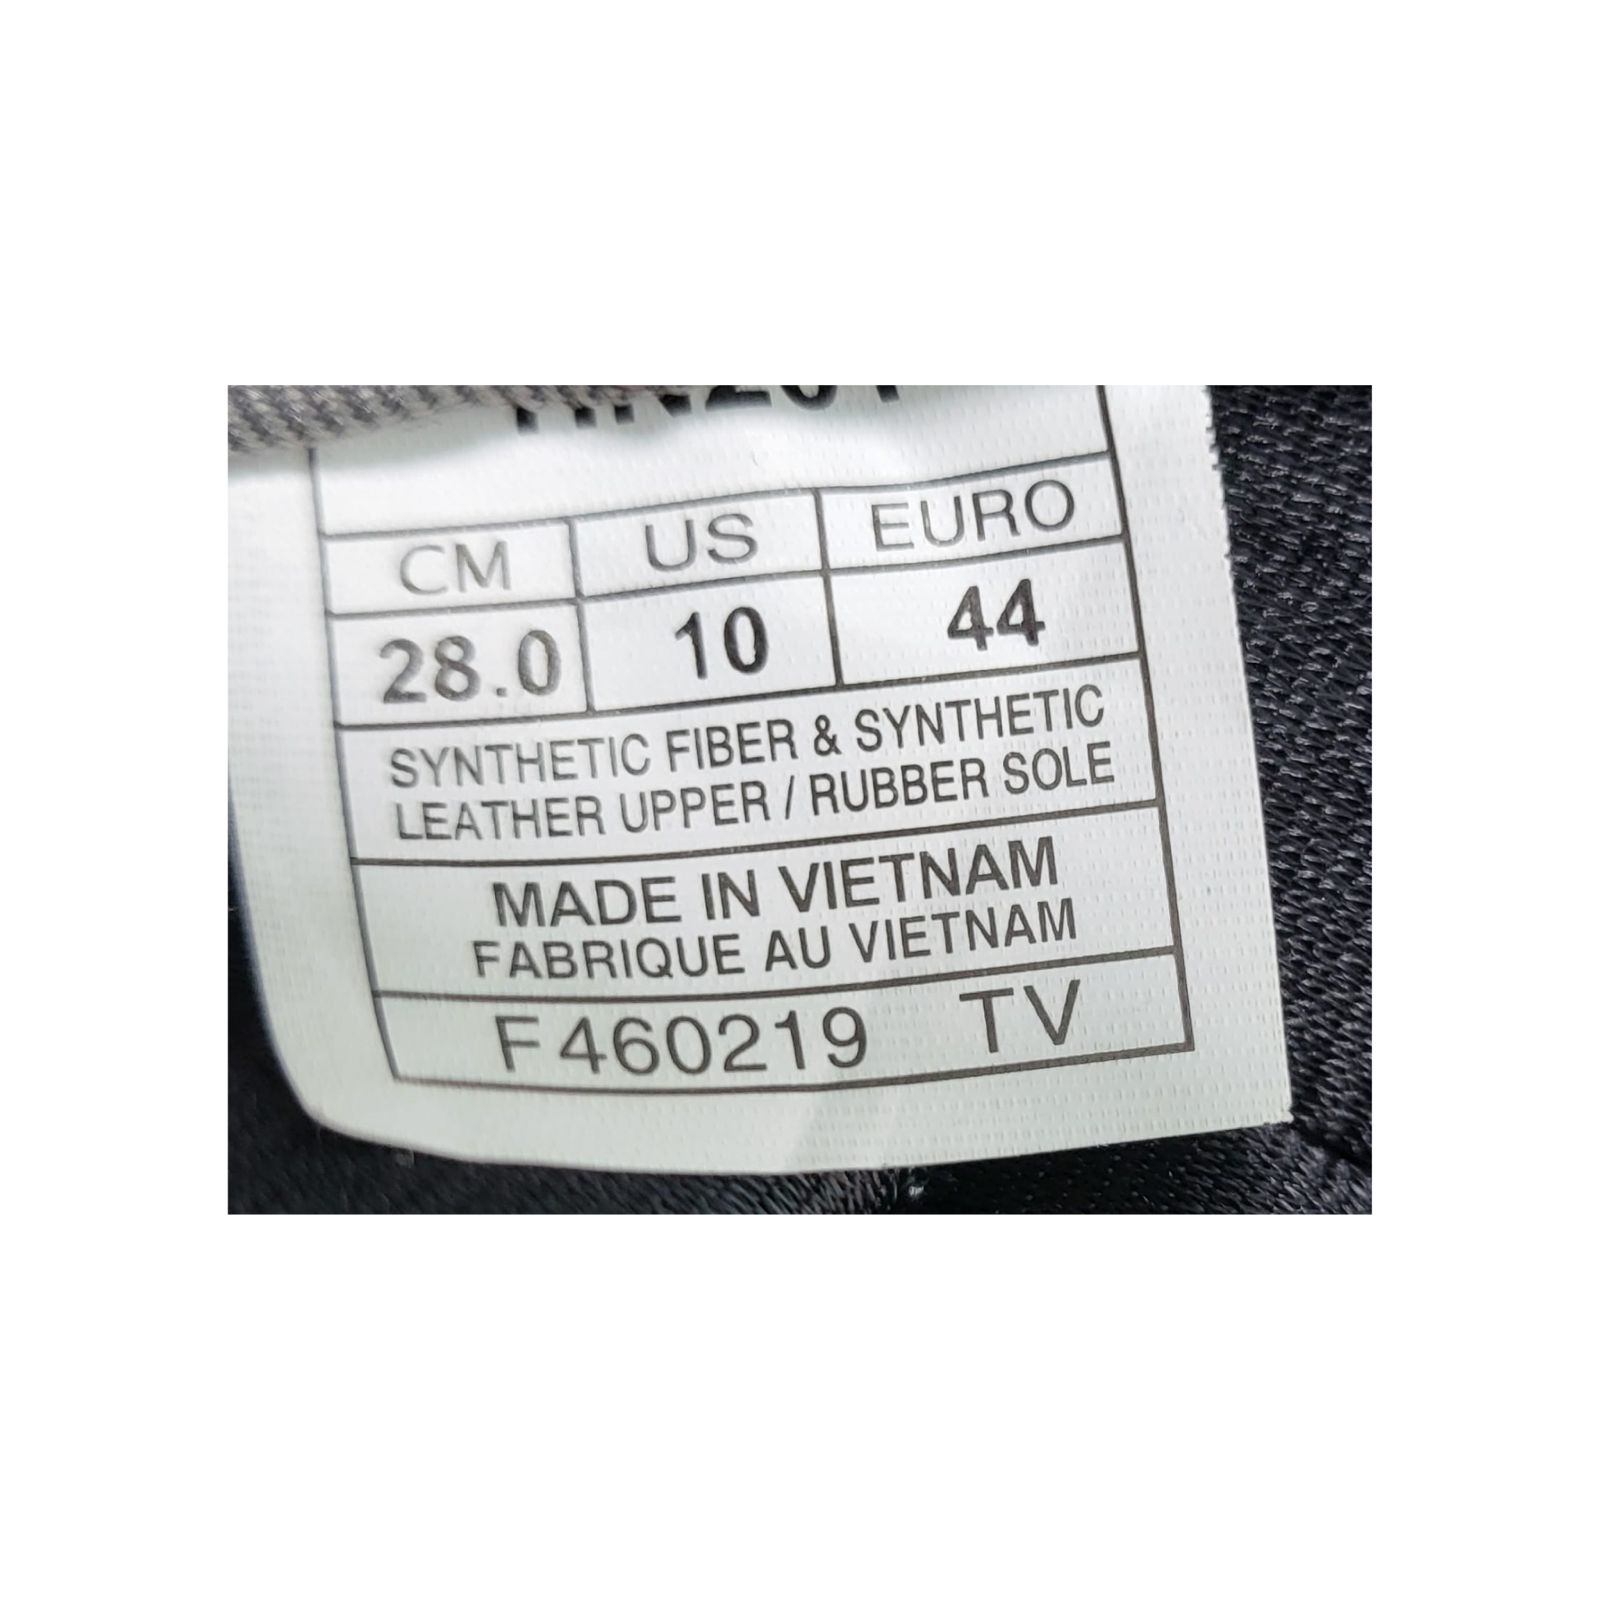 CM US EURO
28.0 10 44
SYNTHETIC FIBER & SYNTHETIC
LEATHER UPPER / RUBBER SOLE
MADE IN VIETNAM
FABRIQUE AU VIETNAM
F460219 TV